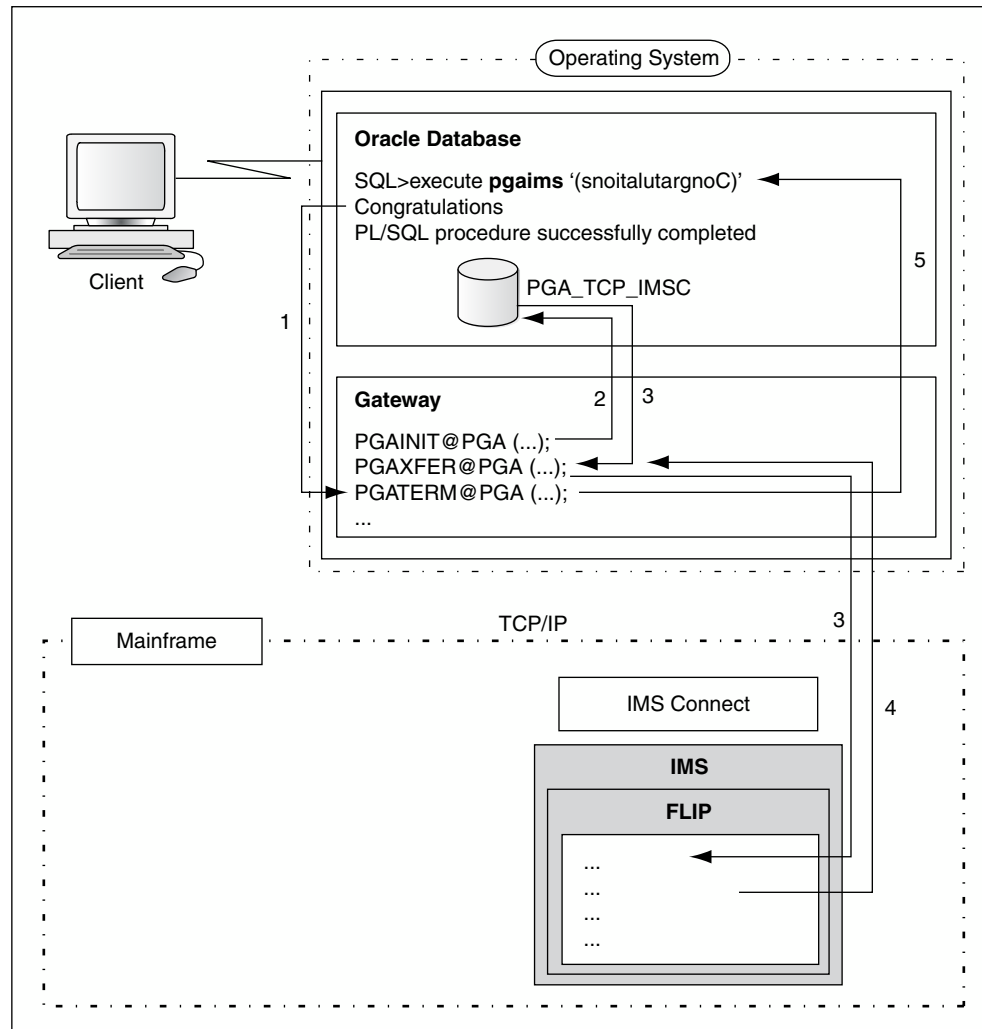 Operating System
Oracle Database
SQL>execute pgaims ‘(snoitalutargnoC)’
Congratulations
PL/SQL procedure successfully completed
Client
5
PGA_TCP_IMSC
1
Gateway
2
3
PGAINIT@PGA (...);
PGAXFER@PGA (...);
PGATERM@PGA (...);
...
TCP/IP
3
Mainframe
IMS Connect
4
IMS
FLIP
...
...
...
...